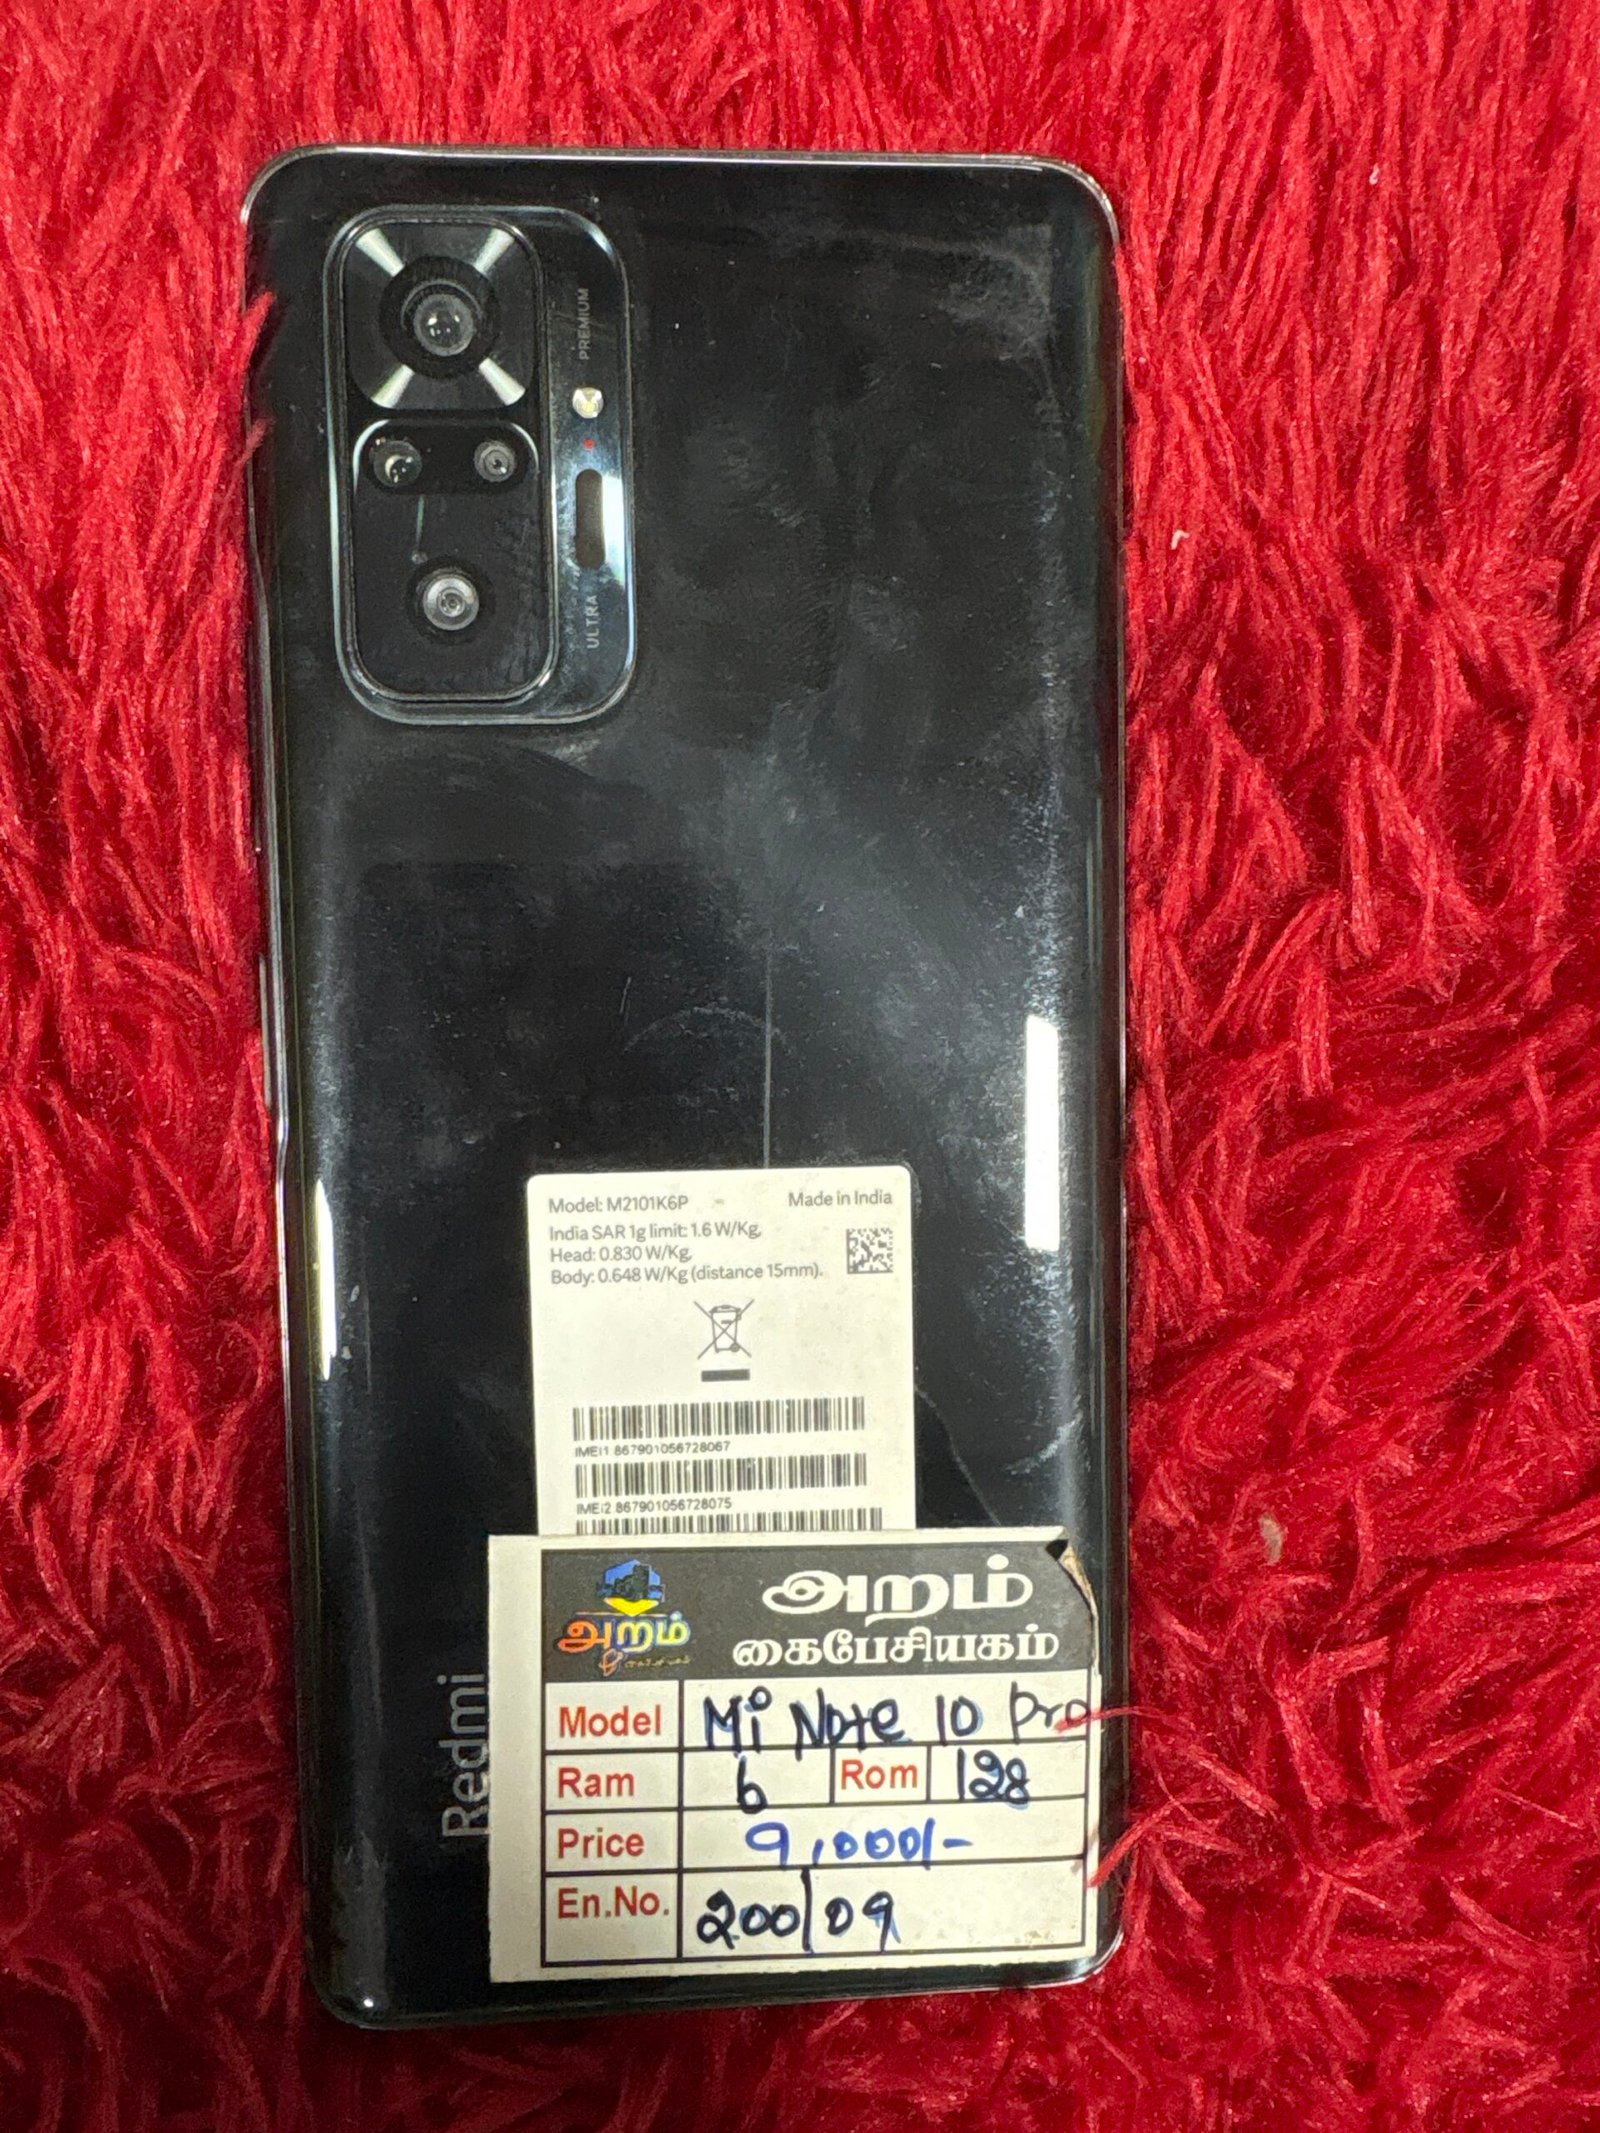 PREMIUM
ULTRA
Model: M2101K6P Made in India
India SAR 1g limit: 1.6 W/Kg,
Head: 0.830 W/Kg,
Body: 0.648 W/Kg (distance 15mm).
IMEI1 867901056728067
IMEI2 867901056728075
Redmi
அறம்
அறம்
கைபேசியகம்
Model Mi Note 10 Pro
Ram 6 Rom 128
Price 9,000/-
En.No. 200/09